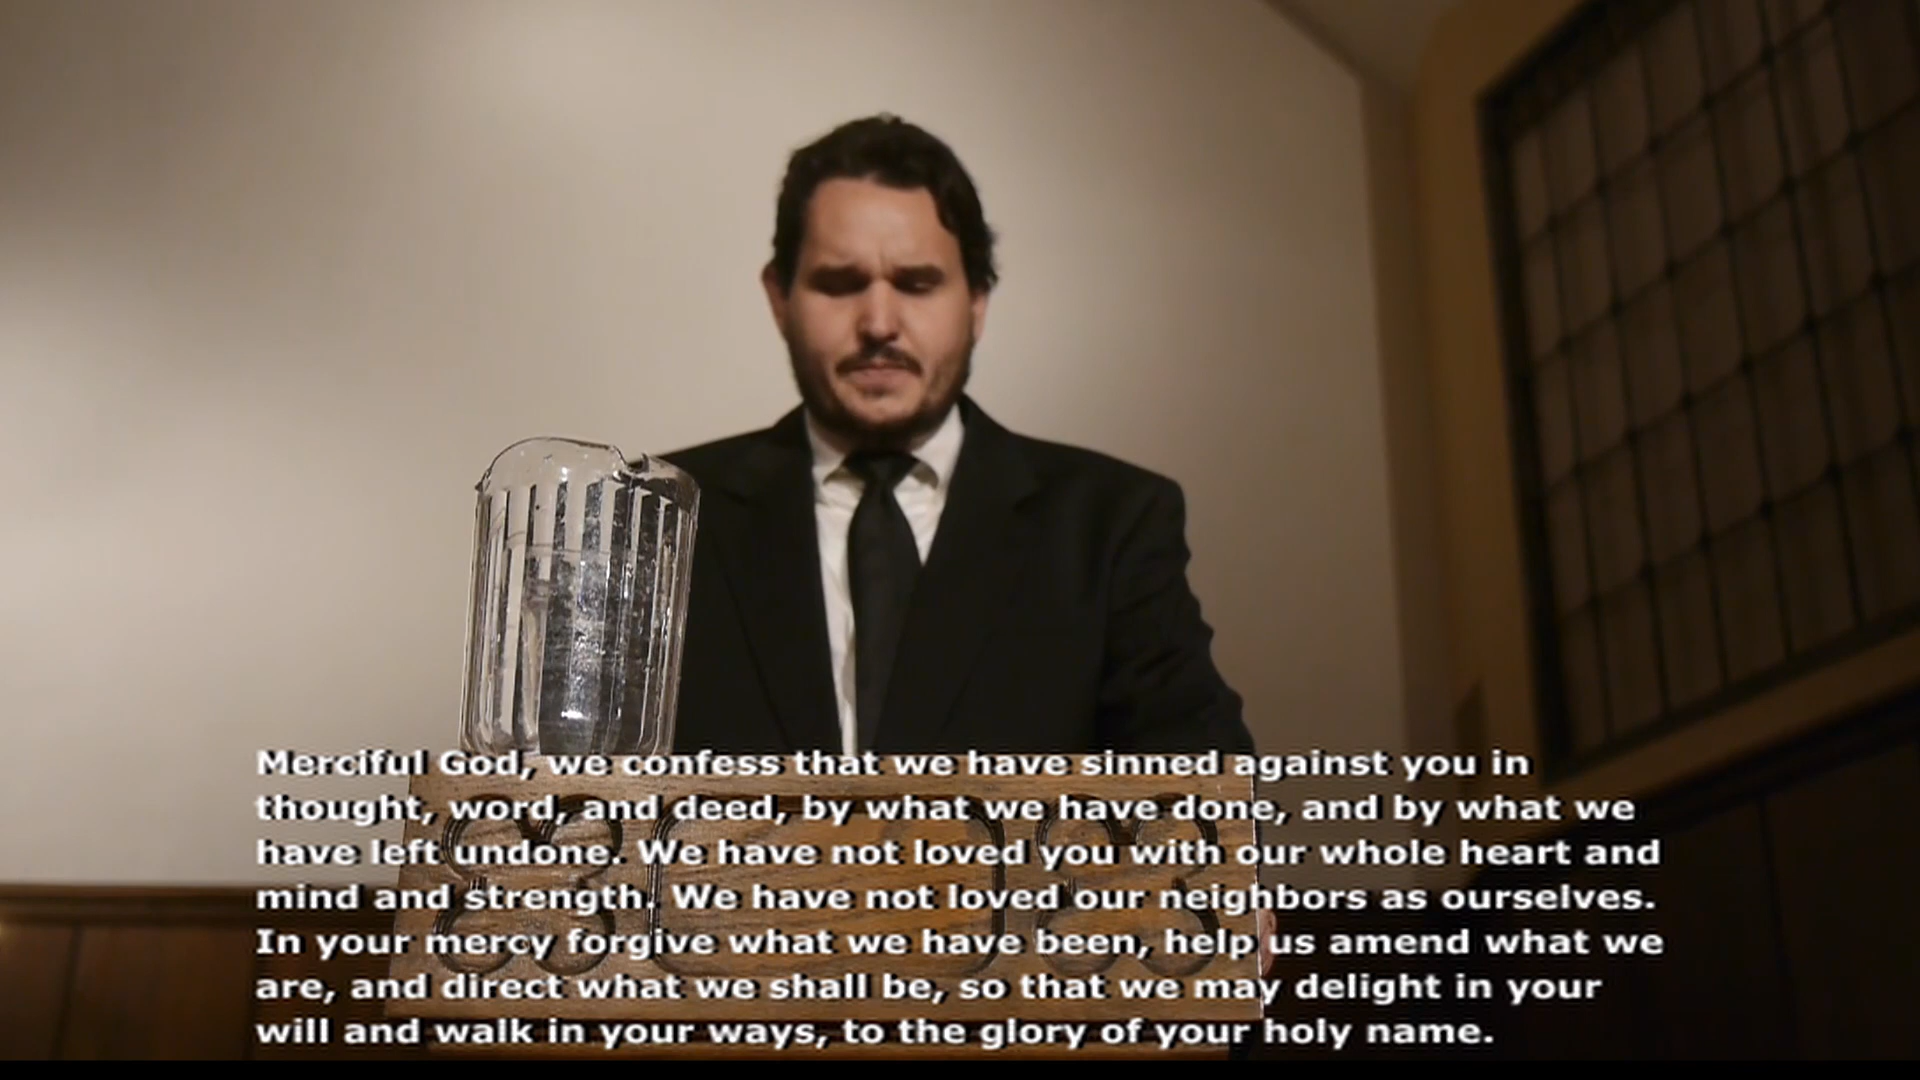 Merciful God, we confess that we have sinned against you in
thought, word, and deed, by what we have done, and by what we
have left undone. We have not loved you with our whole heart and
mind and strength. We have not loved our neighbors as ourselves.
In your mercy forgive what we have been, help us amend what we
are, and direct what we shall be, so that we may delight in your
will and walk in your ways, to the glory of your holy name.